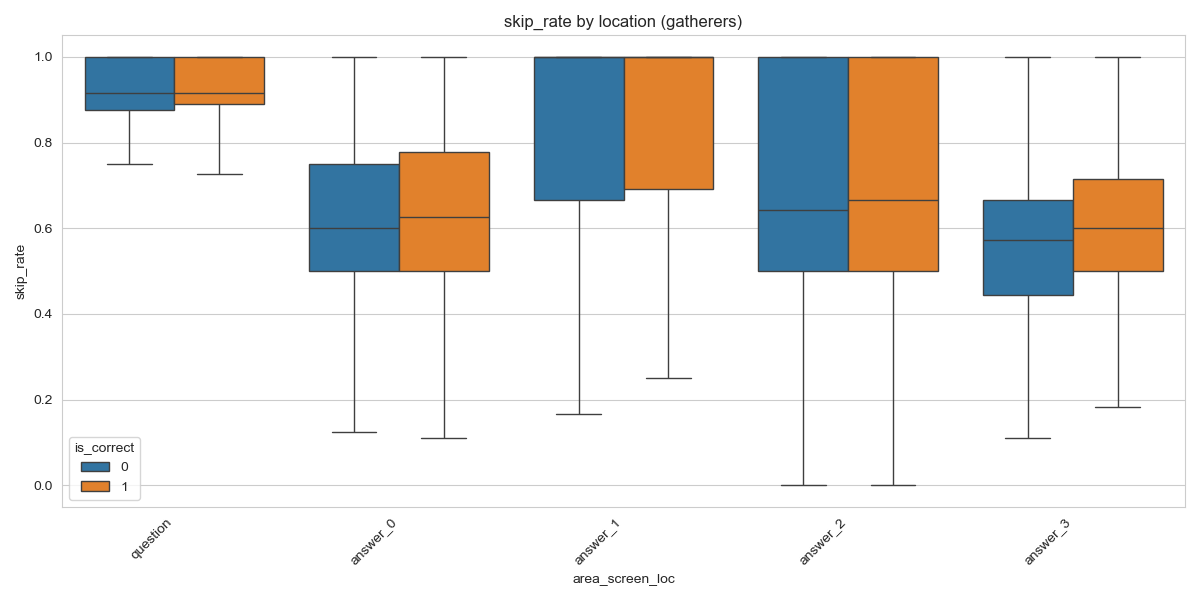 skip_rate by location (gatherers)
skip_rate
1.0
0.8
0.6
0.4
0.2
0.0
is_correct
0
1
question
answer_0
answer_1
answer_2
answer_3
area_screen_loc